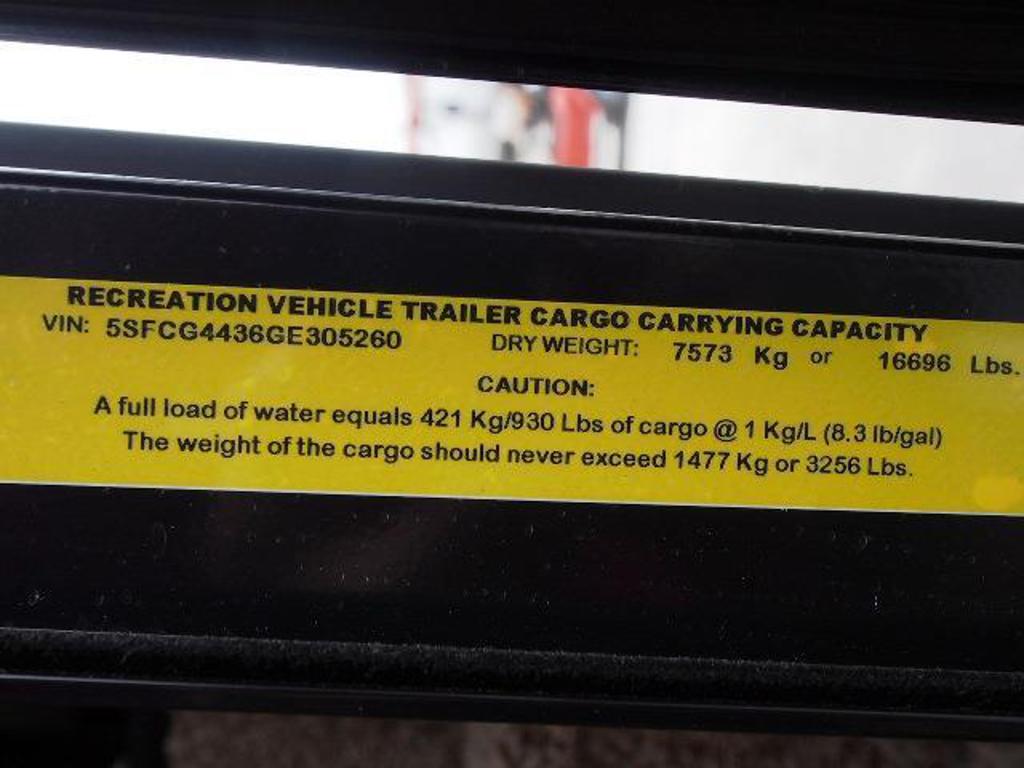 RECREATION VEHICLE TRAILER CARGO CARRYING CAPACITY
VIN: 5SFCG4436GE305260 DRY WEIGHT: 7573 Kg or 16696 Lbs.
CAUTION:
A full load of water equals 421 Kg/930 Lbs of cargo @ 1 Kg/L (8.3 lb/gal)
The weight of the cargo should never exceed 1477 Kg or 3256 Lbs.